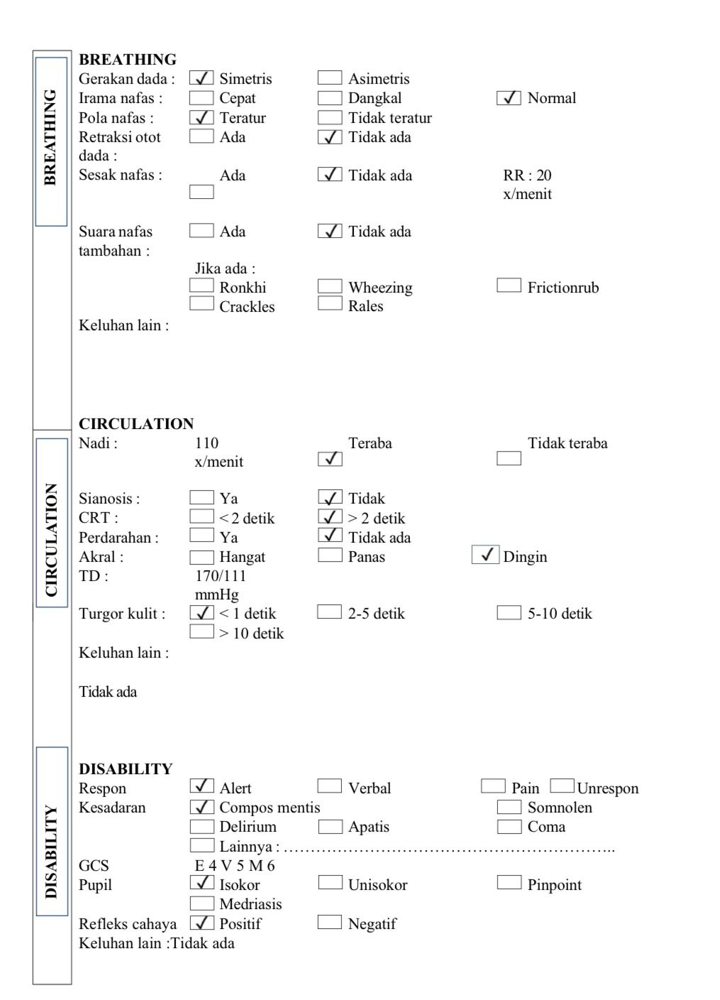 BREATHING
BREATHING
Gerakan dada : ✓ Simetris Asimetris
Irama nafas : Cepat Dangkal ✓ Normal
Pola nafas : ✓ Teratur Tidak teratur
Retraksi otot Ada ✓ Tidak ada
dada :
Sesak nafas : Ada ✓ Tidak ada RR : 20
x/menit
Suara nafas Ada ✓ Tidak ada
tambahan :
Jika ada :
Ronkhi Wheezing Frictionrub
Crackles Rales
Keluhan lain :
CIRCULATION
CIRCULATION
Nadi : 110 Teraba Tidak teraba
x/menit ✓
Sianosis : Ya ✓ Tidak
CRT : < 2 detik ✓ > 2 detik
Perdarahan : Ya ✓ Tidak ada
Akral : Hangat Panas ✓ Dingin
TD : 170/111
mmHg
Turgor kulit : ✓ < 1 detik 2-5 detik 5-10 detik
> 10 detik
Keluhan lain :
Tidak ada
DISABILITY
DISABILITY
Respon ✓ Alert Verbal Pain Unrespon
Kesadaran ✓ Compos mentis Somnolen
Delirium Apatis Coma
Lainnya : …………………………………………………………..
GCS E 4 V 5 M 6
Pupil ✓ Isokor Unisokor Pinpoint
Medriasis
Refleks cahaya ✓ Positif Negatif
Keluhan lain :Tidak ada